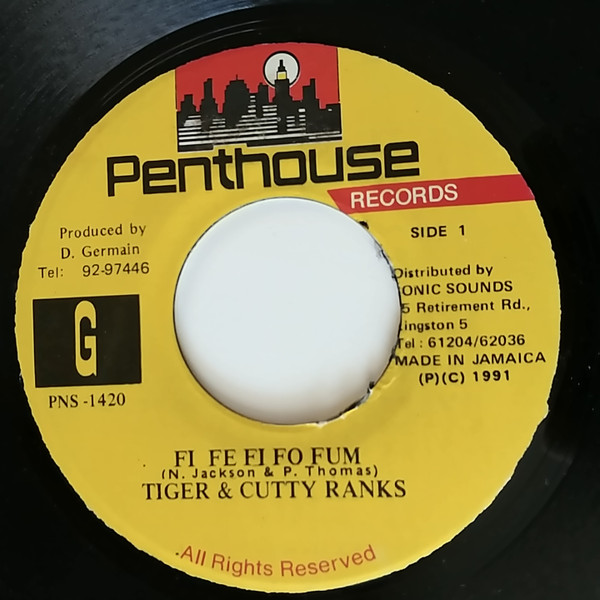 Penthouse
RECORDS
Produced by
D. Germain
Tel: 92-97446
G
PNS -1420
SIDE 1
Distributed by
ONIC SOUNDS
5 Retirement Rd.,
ingston 5
Tel : 61204/62036
MADE IN JAMAICA
(P)(C) 1991
FI FE FI FO FUM
(N. Jackson & P. Thomas)
TIGER & CUTTY RANKS
All Rights Reserved